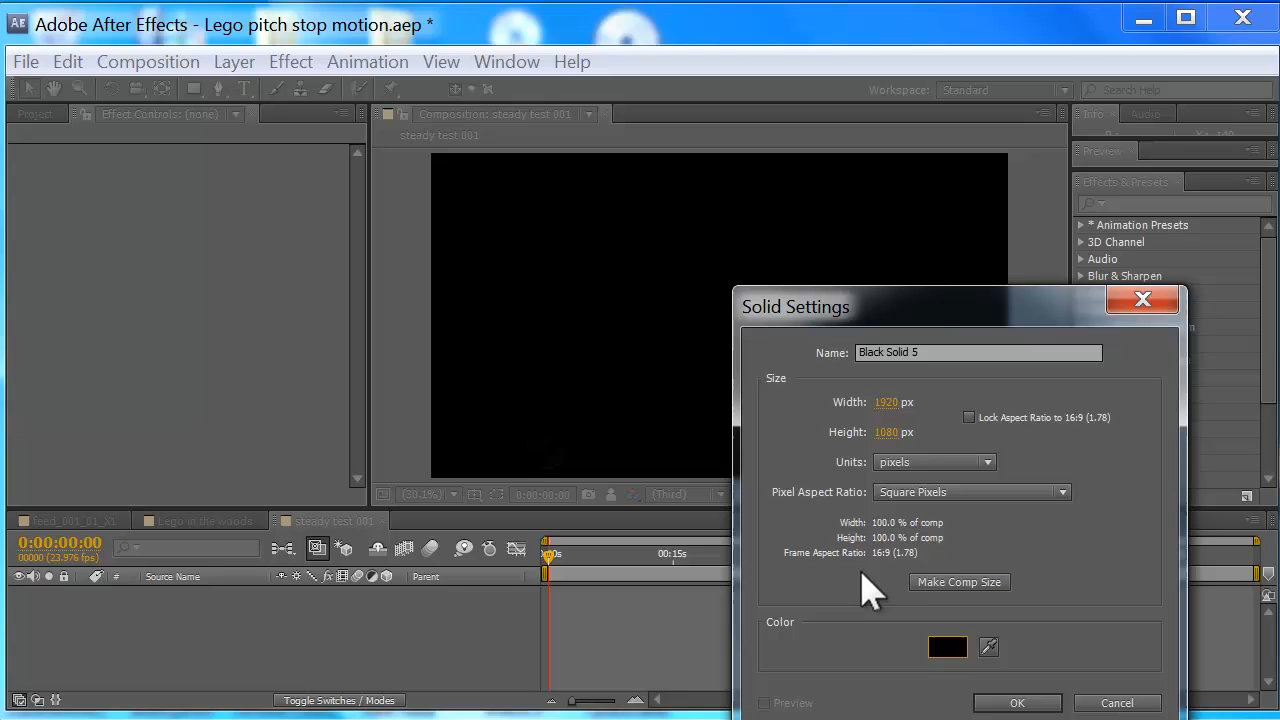 Adobe After Effects - Lego pitch stop motion.aep *
File Edit Composition Layer Effect Animation View Window Help
Workspace: Standard Search Help
Project Effect Controls: (none) Composition: steady test 001 Info Audio
steady test 001
Preview
Effects & Presets
* Animation Presets
3D Channel
Audio
Blur & Sharpen
Solid Settings
Name: Black Solid 5
Size
Width: 1920 px
Lock Aspect Ratio to 16:9 (1.78)
Height: 1080 px
Units: pixels
Pixel Aspect Ratio: Square Pixels
Width: 100.0 % of comp
Height: 100.0 % of comp
Frame Aspect Ratio: 16:9 (1.78)
Make Comp Size
Color
Preview OK Cancel
0:00:00:00 (Third)
feed_001_01_X1 Lego in the woods steady test 001
0:00:00:00
00000 (23.976 fps)
00:15s
# Source Name Parent
Toggle Switches / Modes